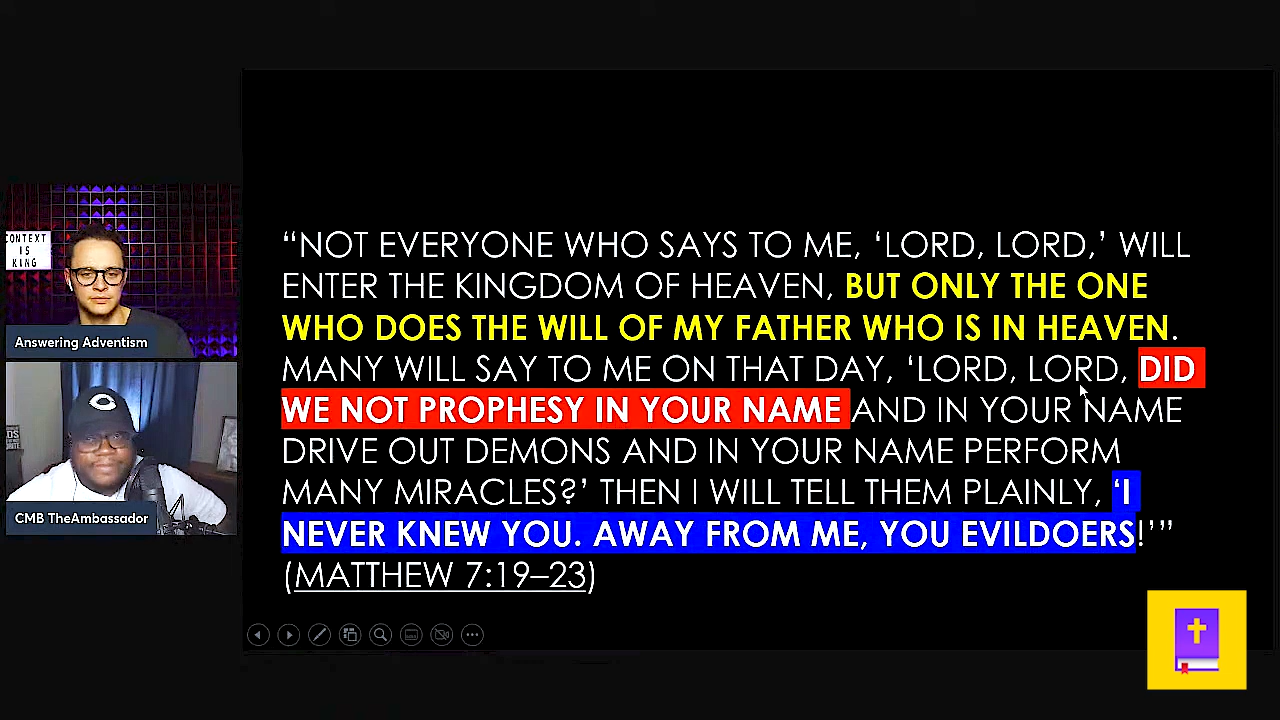 CONTEXT
IS
KING
Answering Adventism
CMB TheAmbassador
“NOT EVERYONE WHO SAYS TO ME, ‘LORD, LORD,’ WILL
ENTER THE KINGDOM OF HEAVEN, BUT ONLY THE ONE
WHO DOES THE WILL OF MY FATHER WHO IS IN HEAVEN.
MANY WILL SAY TO ME ON THAT DAY, ‘LORD, LORD, DID
WE NOT PROPHESY IN YOUR NAME AND IN YOUR NAME
DRIVE OUT DEMONS AND IN YOUR NAME PERFORM
MANY MIRACLES?’ THEN I WILL TELL THEM PLAINLY, ‘I
NEVER KNEW YOU. AWAY FROM ME, YOU EVILDOERS!’”
(MATTHEW 7:19–23)